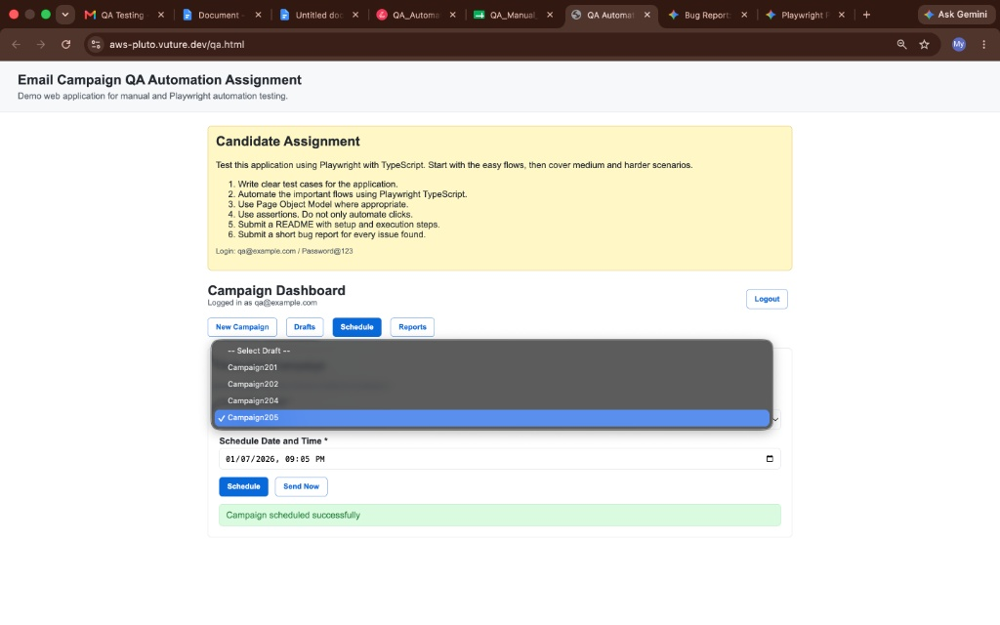 QA Testing
Document
Untitled doc
QA_Automa
QA_Manual
QA Automat
Bug Report
Playwright
Ask Gemini
aws-pluto.vuture.dev/qa.html
My
Email Campaign QA Automation Assignment
Demo web application for manual and Playwright automation testing.
Candidate Assignment
Test this application using Playwright with TypeScript. Start with the easy flows, then cover medium and harder scenarios.
1. Write clear test cases for the application.
2. Automate the important flows using Playwright TypeScript.
3. Use Page Object Model where appropriate.
4. Use assertions. Do not only automate clicks.
5. Submit a README with setup and execution steps.
6. Submit a short bug report for every issue found.
Login: qa@example.com / Password@123
Campaign Dashboard
Logged in as qa@example.com
Logout
New Campaign Drafts Schedule Reports
-- Select Draft --
Campaign201
Campaign202
Campaign204
✓ Campaign205
Schedule Date and Time *
01/07/2026, 09:05 PM
Schedule Send Now
Campaign scheduled successfully